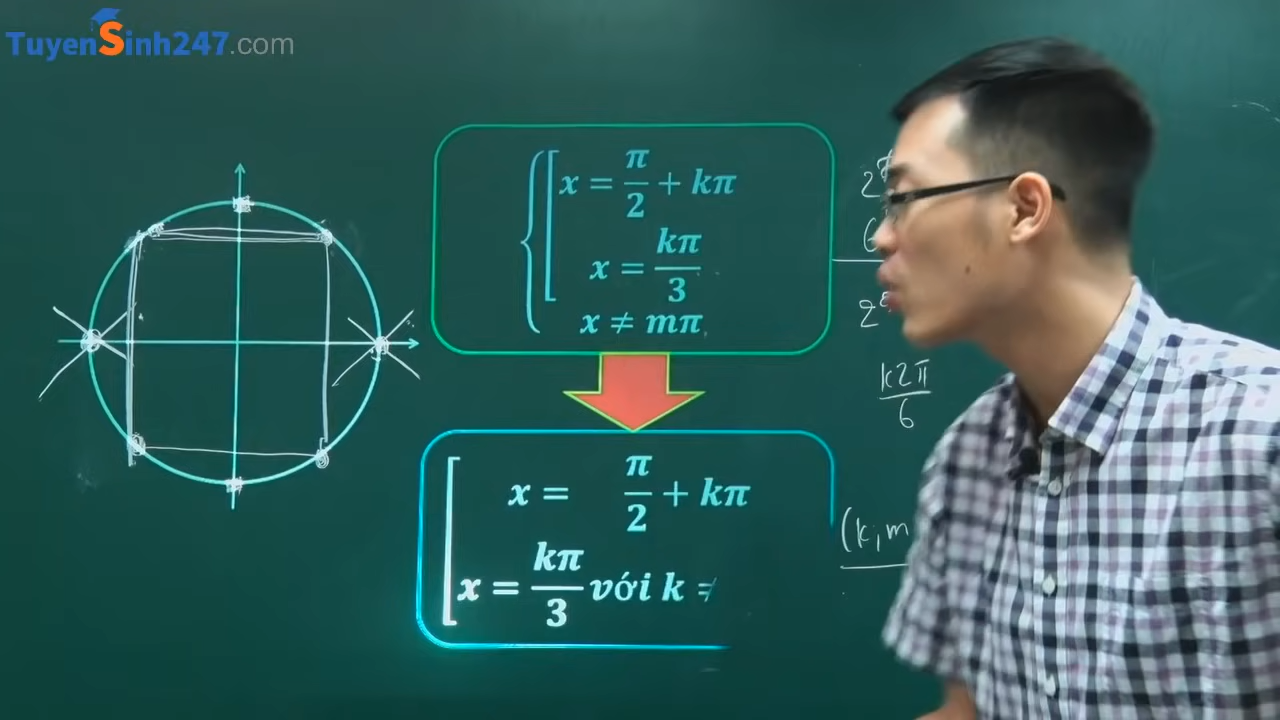 TuyenSinh247.com
x = π/2 + kπ
x = kπ/3
x ≠ mπ
k2π/6
x = π/2 + kπ
x = kπ/3 với k ≠
(k,m